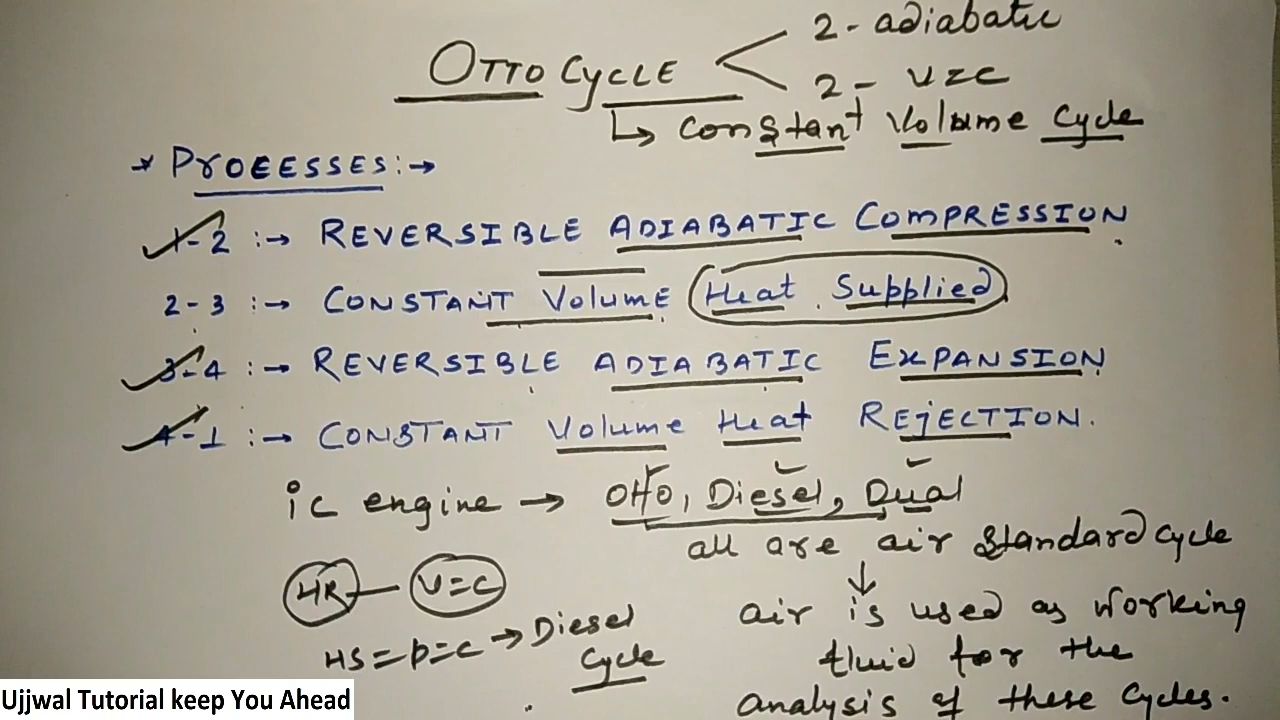 OTTO CYCLE < 2 - adiabatic
2 - V=C
↳ Constant Volume Cycle
* PROEESSES:→
1-2 :→ REVERSIBLE ADIABATIC COMPRESSION
2-3 :→ CONSTANT Volume Heat Supplied
3-4 :→ REVERSIBLE ADIABATIC EXPANSION
4-1 :→ CONSTANT Volume Heat REJECTION.
ic engine → Otto, Diesel, Dual
all are air standard cycle
↓
HR — V=C
HS = P=C → Diesel Cycle
air is used as working
fluid for the
analysis of these Cycles.
Ujjwal Tutorial keep You Ahead